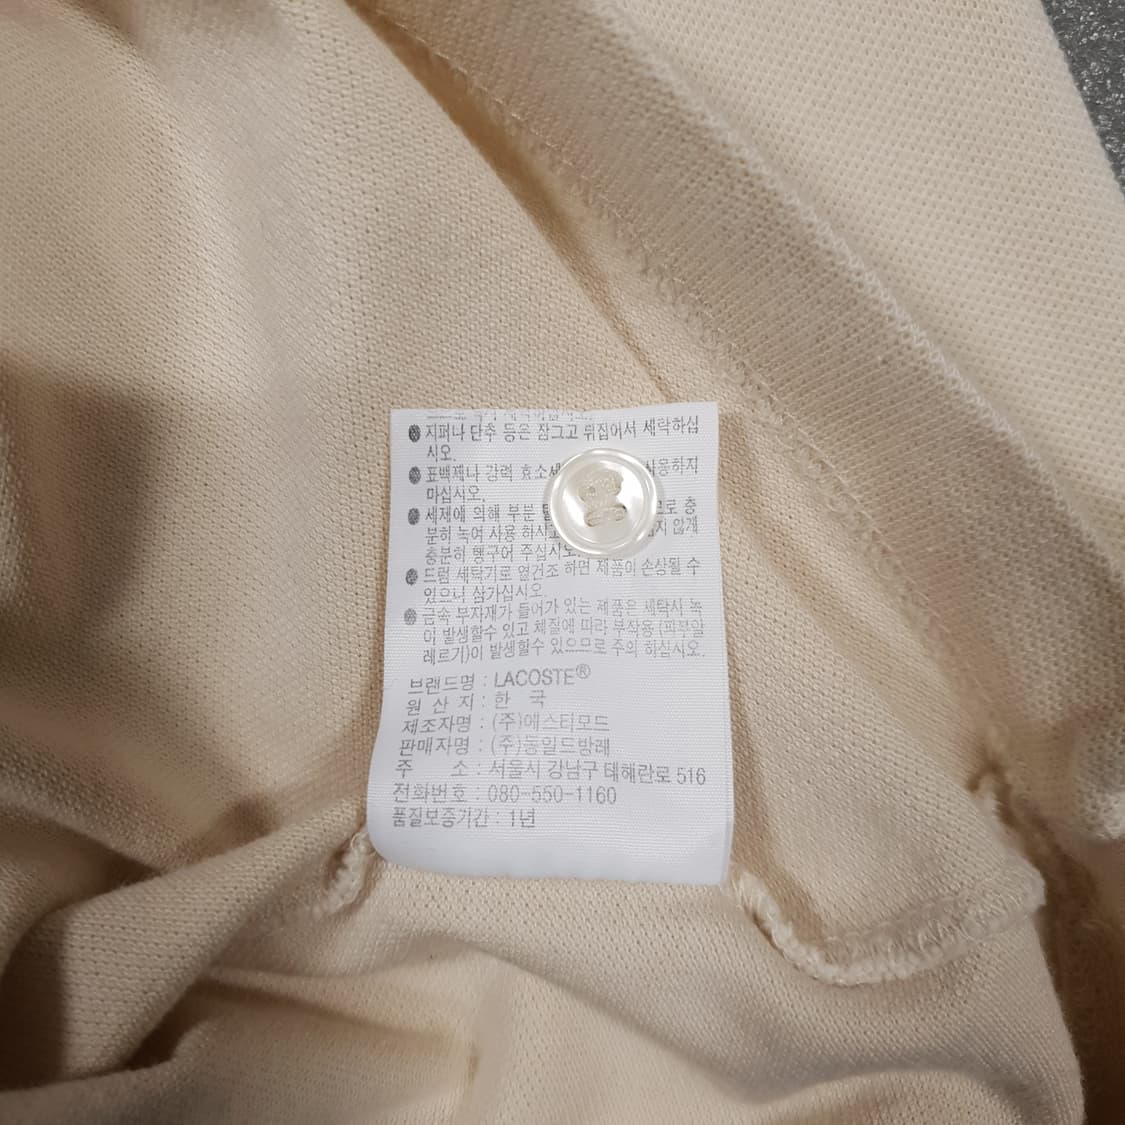 ● 지퍼나 단추 등은 잠그고 뒤집어서 세탁하십
시오.
● 표백제나 강력 사용하지
마십시오.
● 세제에 의해 부분 충
분히 녹여 사용 하시고 않게
충분히 헹구어 주십시오.
● 드럼 세탁기로 열건조 하면 제품이 손상될 수
있으니 삼가십시오.
● 금속 부자재가 들어가 있는 제품은 세탁시 녹
이 발생할수 있고 체질에 따라 부작용 (피부알
레르기)이 발생할수 있으므로 주의 하십시오.
브랜드명 : LACOSTE®
원 산 지 : 한 국
제조자명 : (주)에스티모드
판매자명 : (주)동일드방레
주 소 : 서울시 강남구 테헤란로 516
전화번호 : 080-550-1160
품질보증기간 : 1년